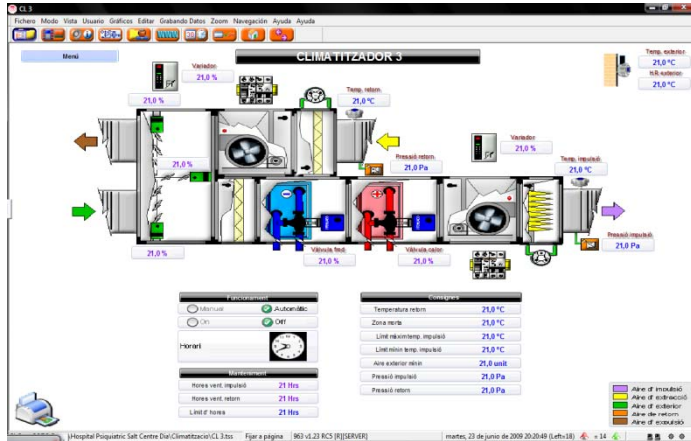 CL 3
Fichero Modo Vista Usuario Gráficos Editar Grabando Datos Zoom Navegación Ayuda Ayuda
Menú
CLIMATITZADOR 3
Variador
21,0 %
21,0 %
Temp. retorn
21,0 °C
Temp. exterior
21,0 °C
H.R. exterior
21,0 °C
21,0 %
Pressió retorn
21,0 Pa
Variador
21,0 %
Temp. impulsió
21,0 °C
21,0 %
Vàlvula fred
21,0 %
Vàlvula calor
21,0 %
Pressió impulsió
21,0 Pa
Funcionament
Manual Automàtic
On Off
Horari
Manteniment
Hores vent. impulsió 21 Hrs
Hores vent. retorn 21 Hrs
Límit d' hores 21 Hrs
Consignes
Temperatura retorn 21,0 °C
Zona morta 21,0 °C
Límit màxim temp. impulsió 21,0 °C
Límit mínin temp. impulsió 21,0 °C
Aire exterior mínin 21,0 unit
Pressió impulsió 21,0 Pa
Pressió retorn 21,0 Pa
Aire d' impulsió
Aire d' extracció
Aire d' exterior
Aire de retorn
Aire d' expulsió
)Hospital Psiquiatric Salt Centre Dia\Climatitzacio\CL 3.tss Fijar a página 963 v1.23 RC5 [R][SERVER] martes, 23 de junio de 2009 20:20:49 (Left=18) = 14